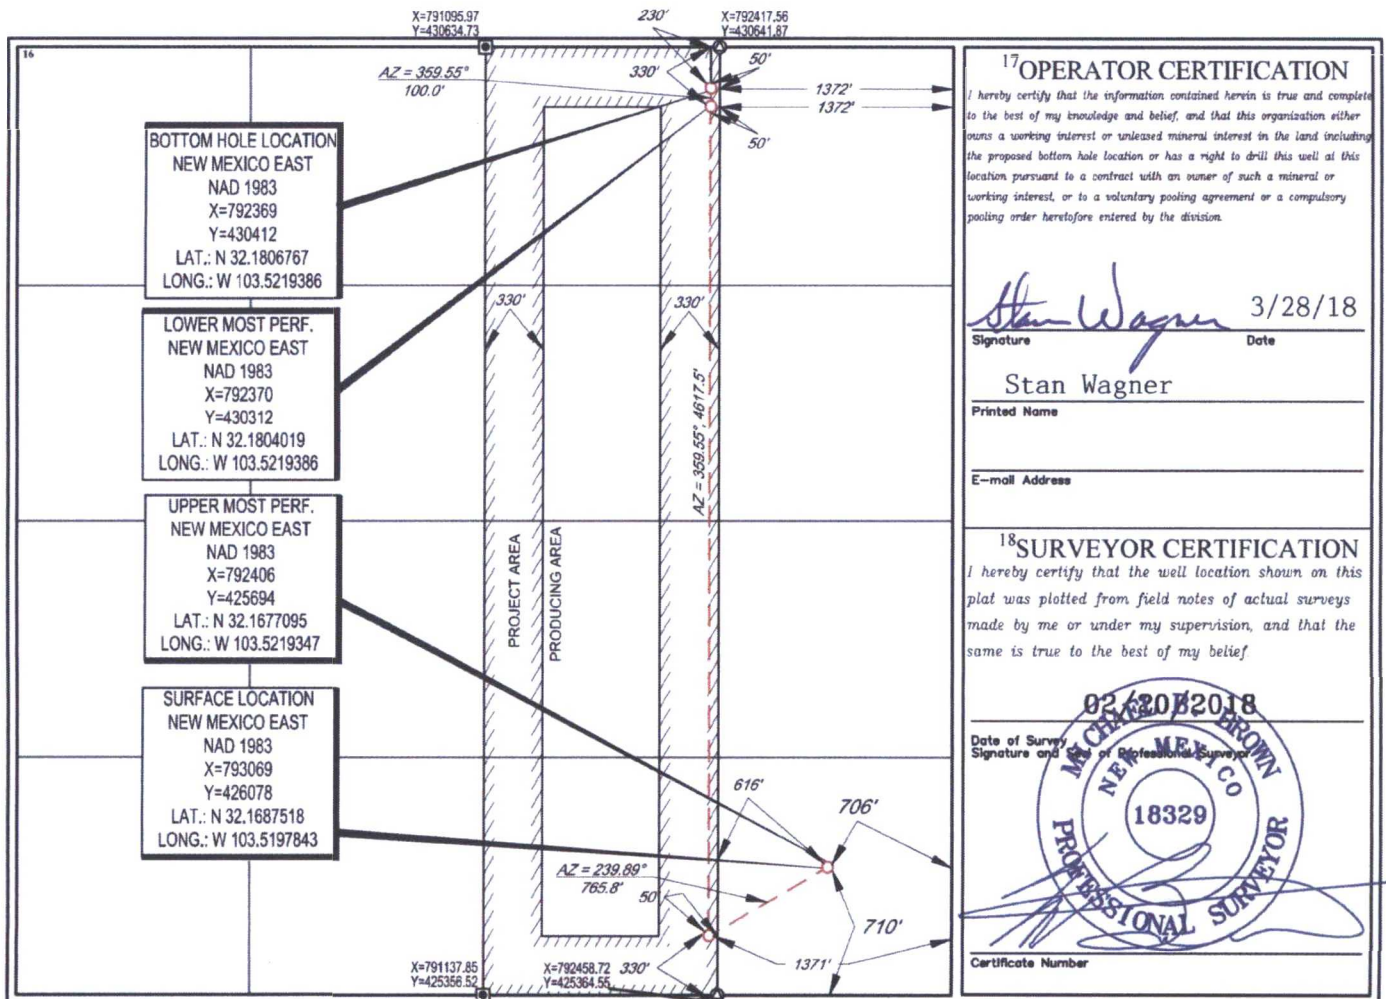 X=791095.97
Y=430634.73
230'
X=792417.56
Y=430641.87
16
AZ = 359.55°
100.0'
330'
50'
1372'
1372'
50'
BOTTOM HOLE LOCATION
NEW MEXICO EAST
NAD 1983
X=792369
Y=430412
LAT.: N 32.1806767
LONG.: W 103.5219386
LOWER MOST PERF.
NEW MEXICO EAST
NAD 1983
X=792370
Y=430312
LAT.: N 32.1804019
LONG.: W 103.5219386
330'
330'
AZ = 359.55°, 4617.5'
UPPER MOST PERF.
NEW MEXICO EAST
NAD 1983
X=792406
Y=425694
LAT.: N 32.1677095
LONG.: W 103.5219347
PROJECT AREA
PRODUCING AREA
SURFACE LOCATION
NEW MEXICO EAST
NAD 1983
X=793069
Y=426078
LAT.: N 32.1687518
LONG.: W 103.5197843
616'
706'
AZ = 239.89°
765.8'
50'
710'
1371'
330'
X=791137.85
Y=425356.52
X=792458.72
Y=425364.55
17 OPERATOR CERTIFICATION
I hereby certify that the information contained herein is true and complete
to the best of my knowledge and belief, and that this organization either
owns a working interest or unleased mineral interest in the land including
the proposed bottom hole location or has a right to drill this well at this
location pursuant to a contract with an owner of such a mineral or
working interest, or to a voluntary pooling agreement or a compulsory
pooling order heretofore entered by the division.
Stan Wagner 3/28/18
Signature Date
Stan Wagner
Printed Name
E-mail Address
18 SURVEYOR CERTIFICATION
I hereby certify that the well location shown on this
plat was plotted from field notes of actual surveys
made by me or under my supervision, and that the
same is true to the best of my belief.
02/20/2018
Date of Survey
Signature and Seal of Professional Surveyor
MICHAEL B. BROWN
NEW MEXICO
18329
PROFESSIONAL SURVEYOR
Certificate Number